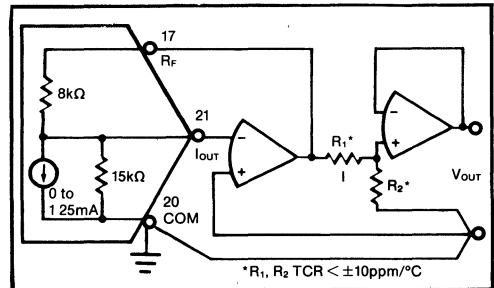 17
RF
8kΩ
21
IOUT
R1*
I
R2*
VOUT
15kΩ
0 to
1 25mA
20
COM
*R1, R2 TCR < ±10ppm/°C
−
+
−
+